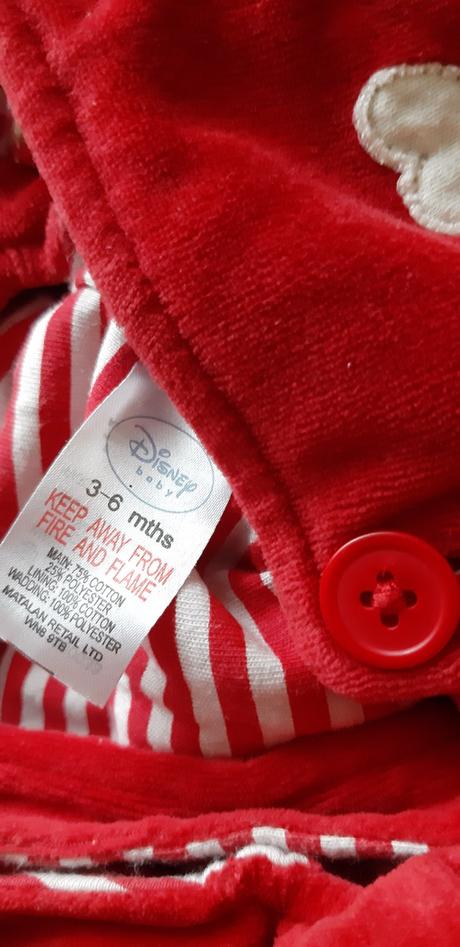 Disney
baby
3-6 mths
KEEP AWAY FROM
FIRE AND FLAME
MAIN: 75% COTTON
25% POLYESTER
LINING: 100% COTTON
WADDING: 100% POLYESTER
MATALAN RETAIL LTD
WN6 9TB